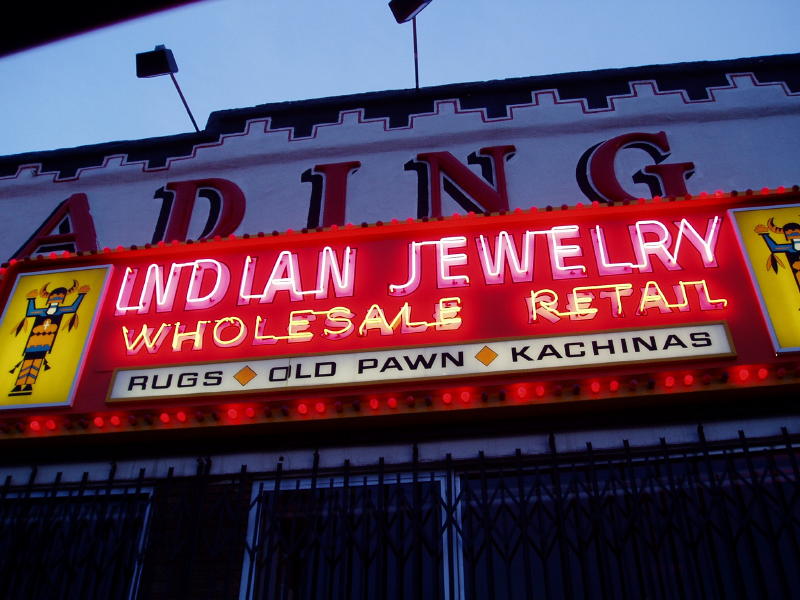 ADING
INDIAN JEWELRY
WHOLESALE RETAIL
RUGS ◆ OLD PAWN ◆ KACHINAS